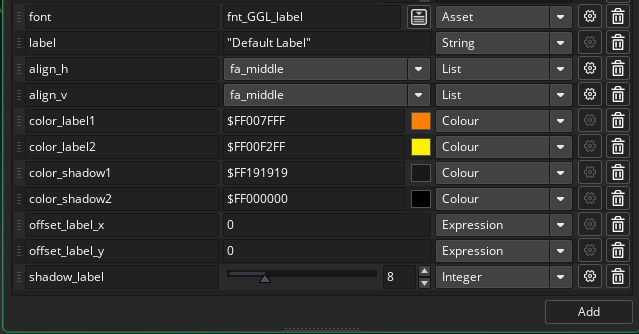 font fnt_GGL_label Asset
label "Default Label" String
align_h fa_middle List
align_v fa_middle List
color_label1 $FF007FFF Colour
color_label2 $FF00F2FF Colour
color_shadow1 $FF191919 Colour
color_shadow2 $FF000000 Colour
offset_label_x 0 Expression
offset_label_y 0 Expression
shadow_label 8 Integer
Add